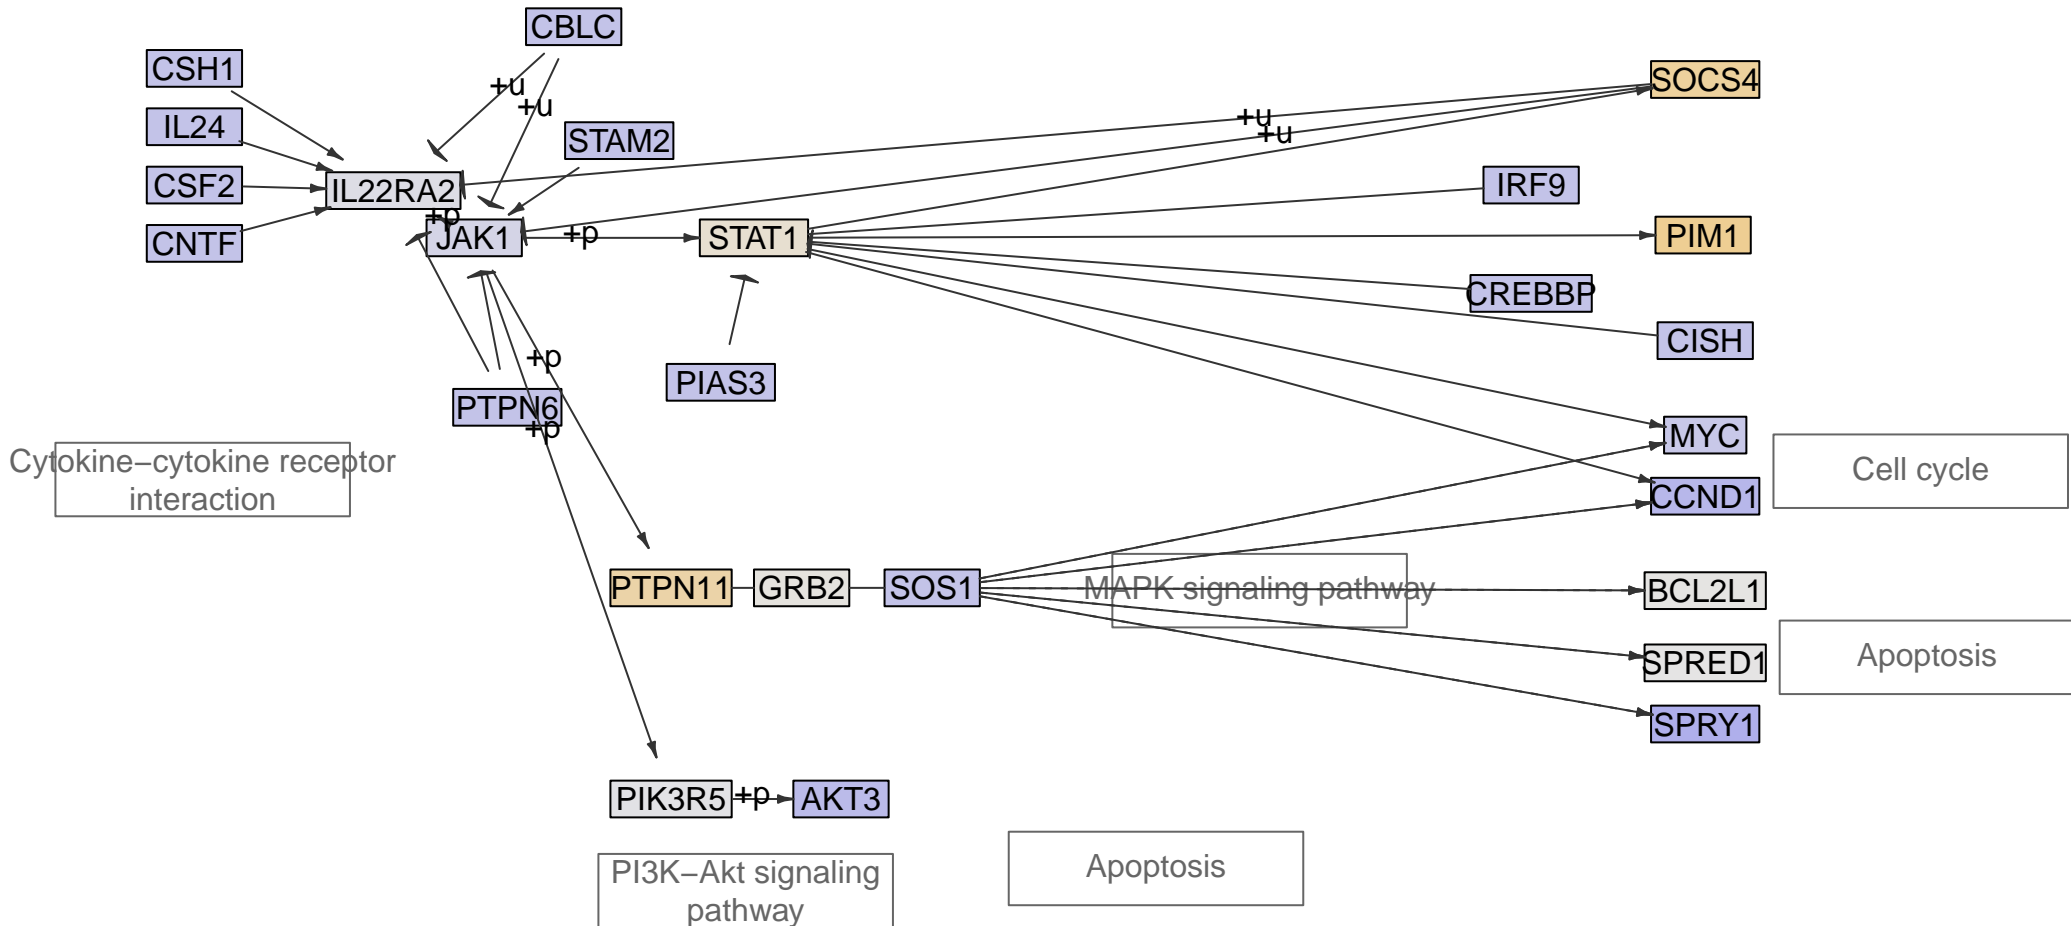 CBLC
CSH1
SOCS4
+u
+u
+u
+u
IL24
STAM2
CSF2
IL22RA2
IRF9
+p
CNTF
JAK1
+p
STAT1
PIM1
CREBBP
CISH
+p
PIAS3
PTPN6
+p
MYC
Cytokine−cytokine receptor
interaction
Cell cycle
CCND1
PTPN11
GRB2
SOS1
MAPK signaling pathway
BCL2L1
SPRED1
Apoptosis
SPRY1
PIK3R5
+p
AKT3
Apoptosis
PI3K−Akt signaling
pathway